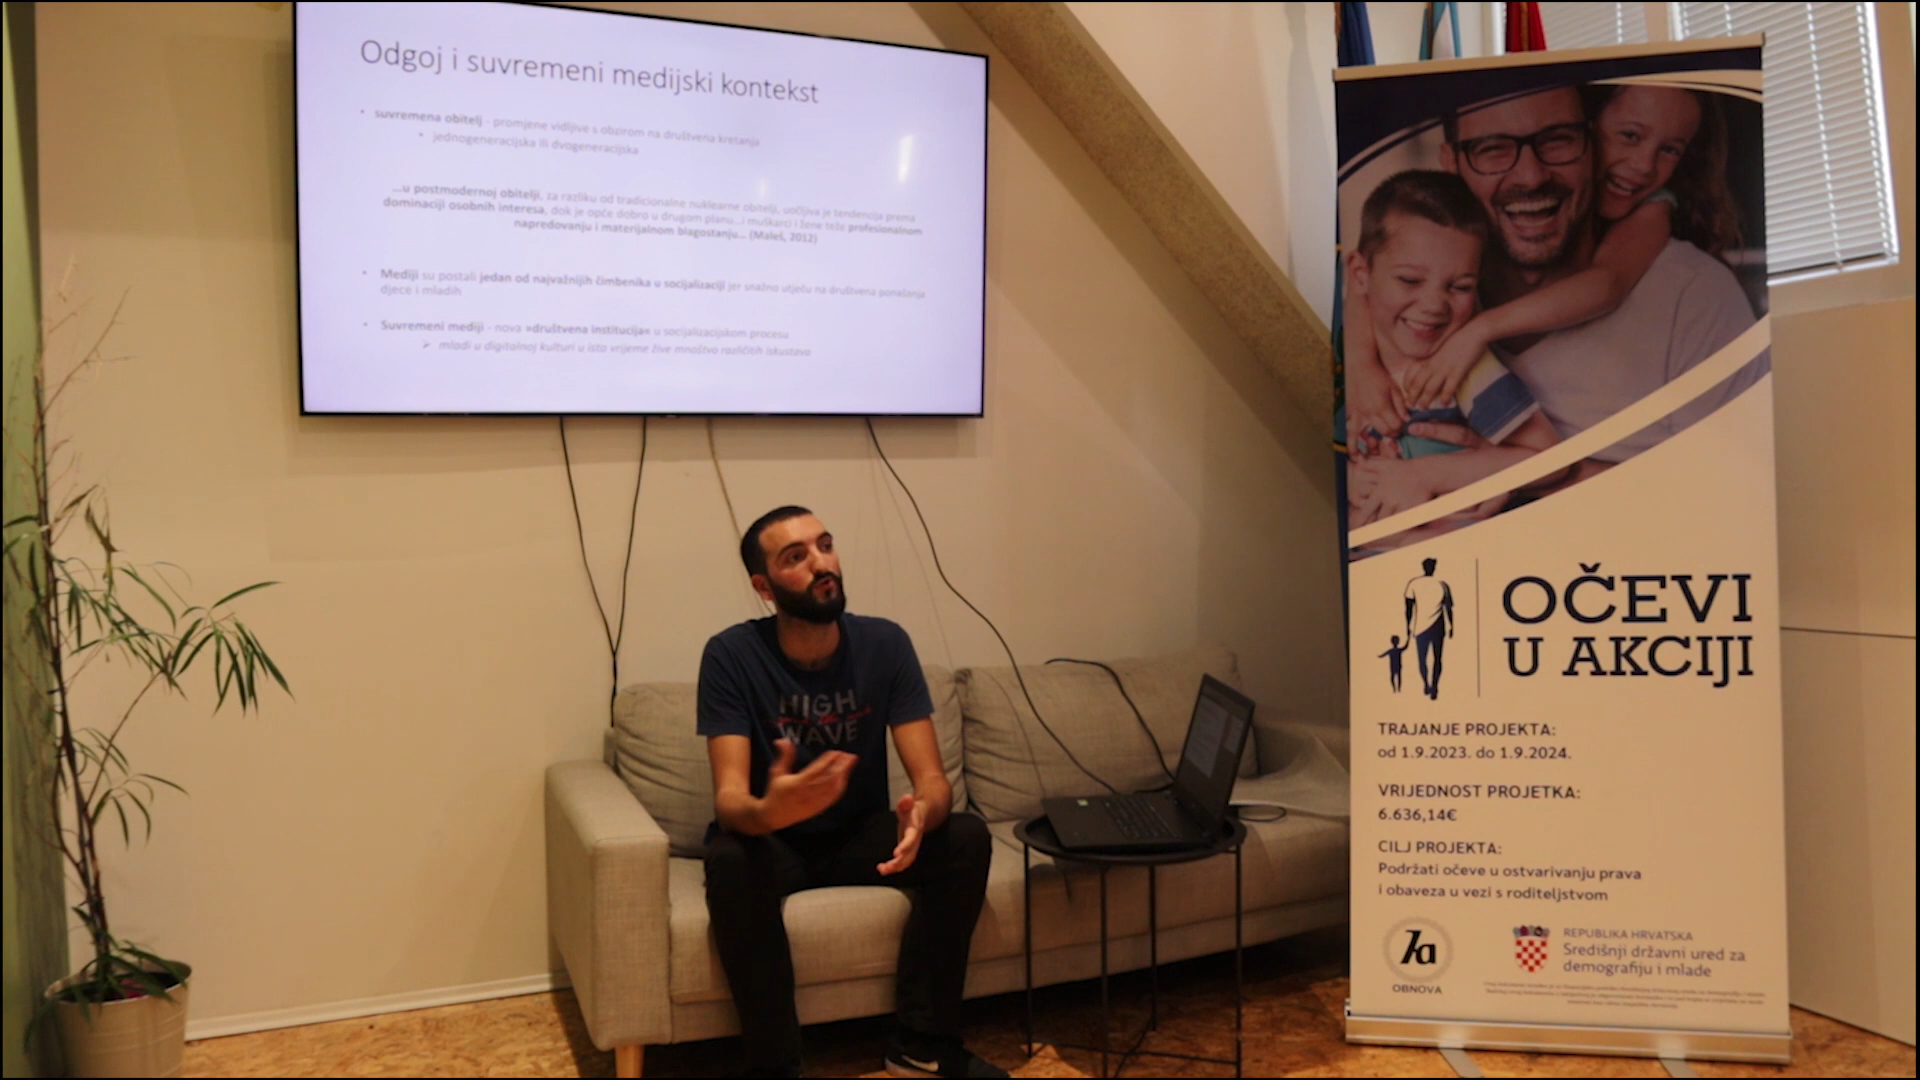 Odgoj i suvremeni medijski kontekst
• suvremena obitelj - promjene vidljive s obzirom na društvena kretanja
• jednogeneracijska ili dvogeneracijska
...u postmodernoj obitelji, za razliku od tradicionalne nuklearne obitelji, uočljiva je tendencija prema
dominaciji osobnih interesa, dok je opće dobro u drugom planu...i muškarci i žene teže profesionalnom
napredovanju i materijalnom blagostanju... (Maleš, 2012)
• Mediji su postali jedan od najvažnijih čimbenika u socijalizaciji jer snažno utječu na društvena ponašanja
djece i mladih
• Suvremeni mediji - nova »društvena institucija« u socijalizacijskom procesu
➢ mladi u digitalnoj kulturi u isto vrijeme žive mnoštvo različitih iskustava
HIGH
WAVE
OČEVI
U AKCIJI
TRAJANJE PROJEKTA:
od 1.9.2023. do 1.9.2024.
VRIJEDNOST PROJETKA:
6.636,14€
CILJ PROJEKTA:
Podržati očeve u ostvarivanju prava
i obaveza u vezi s roditeljstvom
Za
OBNOVA
REPUBLIKA HRVATSKA
Središnji državni ured za
demografiju i mlade